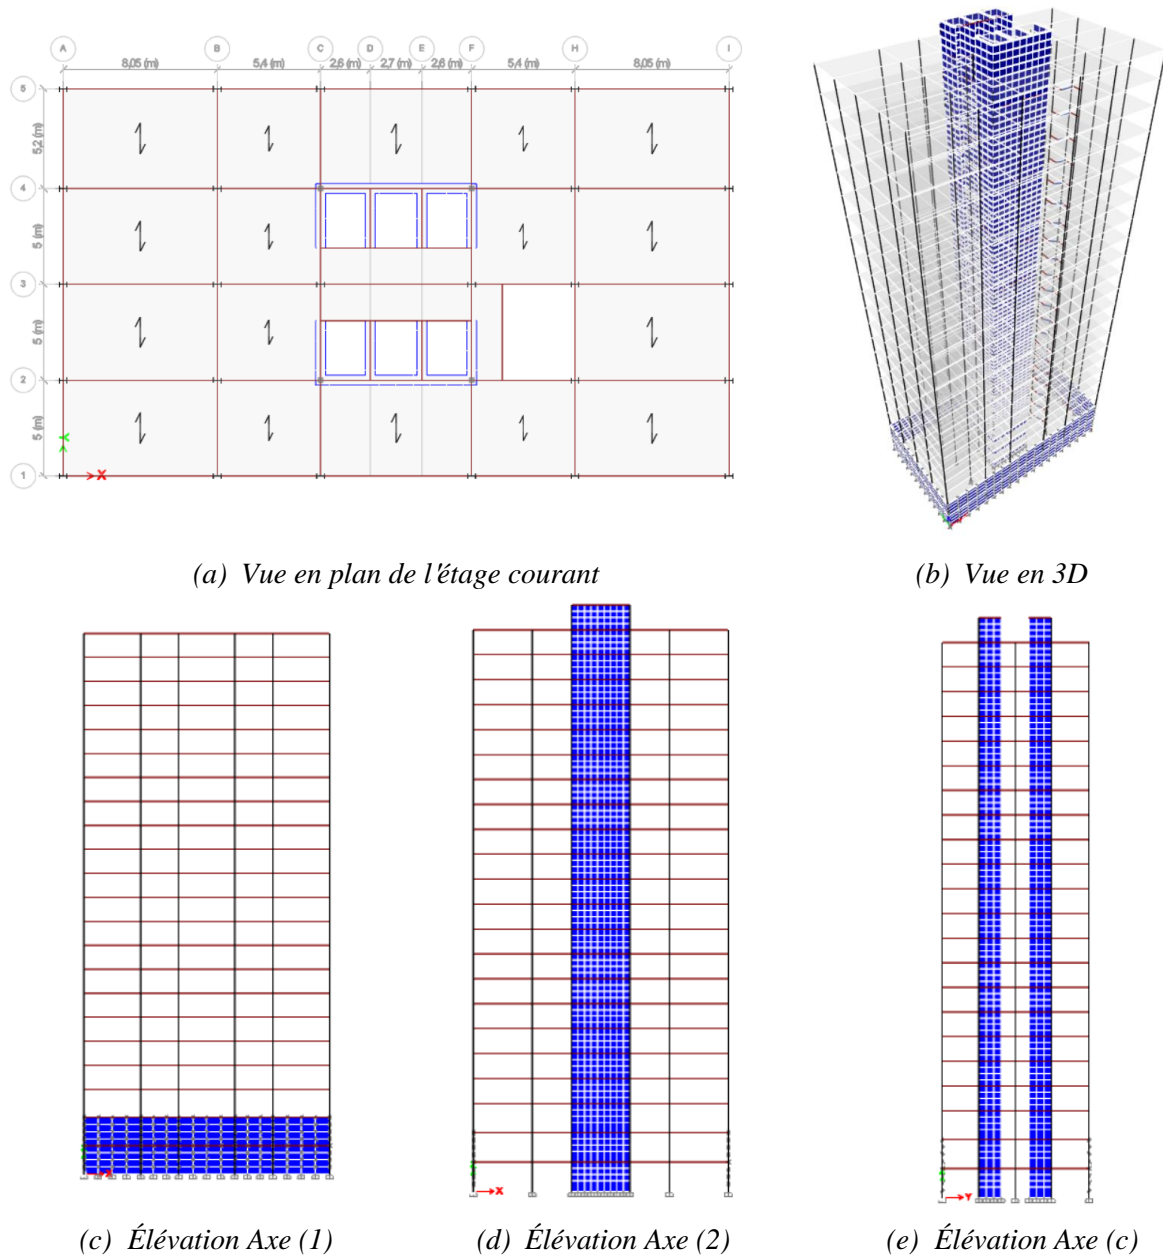 A B C D E F H I
8,05 (m) 5,4 (m) 2,6 (m) 2,7 (m) 2,6 (m) 5,4 (m) 8,05 (m)
5
5,2 (m)
4
5 (m)
3
5 (m)
2
5 (m)
1
X
(a) Vue en plan de l'étage courant
(b) Vue en 3D
X
X
Y
(c) Élévation Axe (1)
(d) Élévation Axe (2)
(e) Élévation Axe (c)